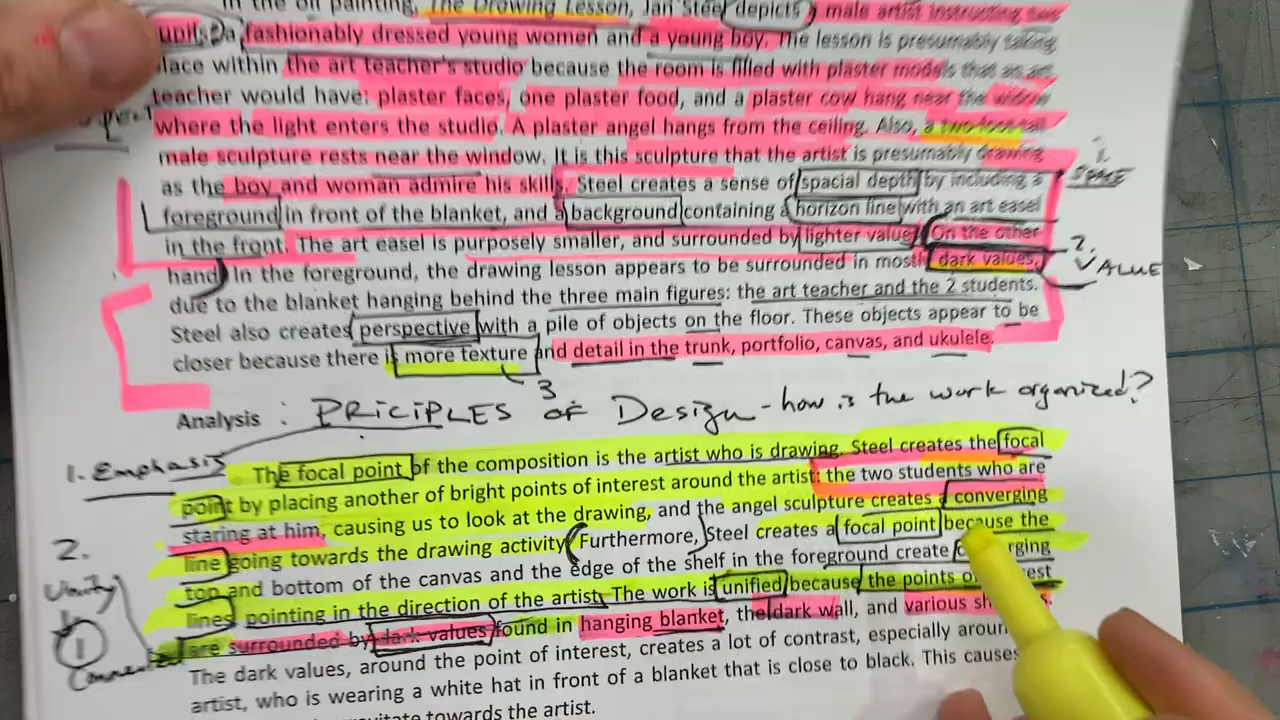 In the oil painting, The Drawing Lesson, Jan Steel depicts a male artist instructing two
pupils: a fashionably dressed young women and a young boy. The lesson is presumably taking
place within the art teacher's studio because the room is filled with plaster models that an art
teacher would have: plaster faces, one plaster food, and a plaster cow hang near the widow
where the light enters the studio. A plaster angel hangs from the ceiling. Also, a two-foot-tall
male sculpture rests near the window. It is this sculpture that the artist is presumably drawing
1.
as the boy and woman admire his skills. Steel creates a sense of spacial depth by including a
SPACE
foreground in front of the blanket, and a background containing a horizon line with an art easel
in the front. The art easel is purposely smaller, and surrounded by lighter value. On the other
2.
hand, In the foreground, the drawing lesson appears to be surrounded in mostly dark values,
VALUE
due to the blanket hanging behind the three main figures: the art teacher and the 2 students.
Steel also creates perspective with a pile of objects on the floor. These objects appear to be
closer because there is more texture and detail in the trunk, portfolio, canvas, and ukulele.
3
Analysis : PRiCiPLES of Design - how is the work organized?
1. Emphasis
The focal point of the composition is the artist who is drawing. Steel creates the focal
point by placing another of bright points of interest around the artist: the two students who are
staring at him, causing us to look at the drawing, and the angel sculpture creates a converging
line going towards the drawing activity. Furthermore, Steel creates a focal point because the
2.
top and bottom of the canvas and the edge of the shelf in the foreground create
Unity
lines pointing in the direction of the artist. The work is unified because the points
1
are surrounded by dark values found in hanging blanket, the dark wall, and various
The dark values, around the point of interest, creates a lot of contrast, especially
artist, who is wearing a white hat in front of a blanket that is close to black. This causes
towards the artist.